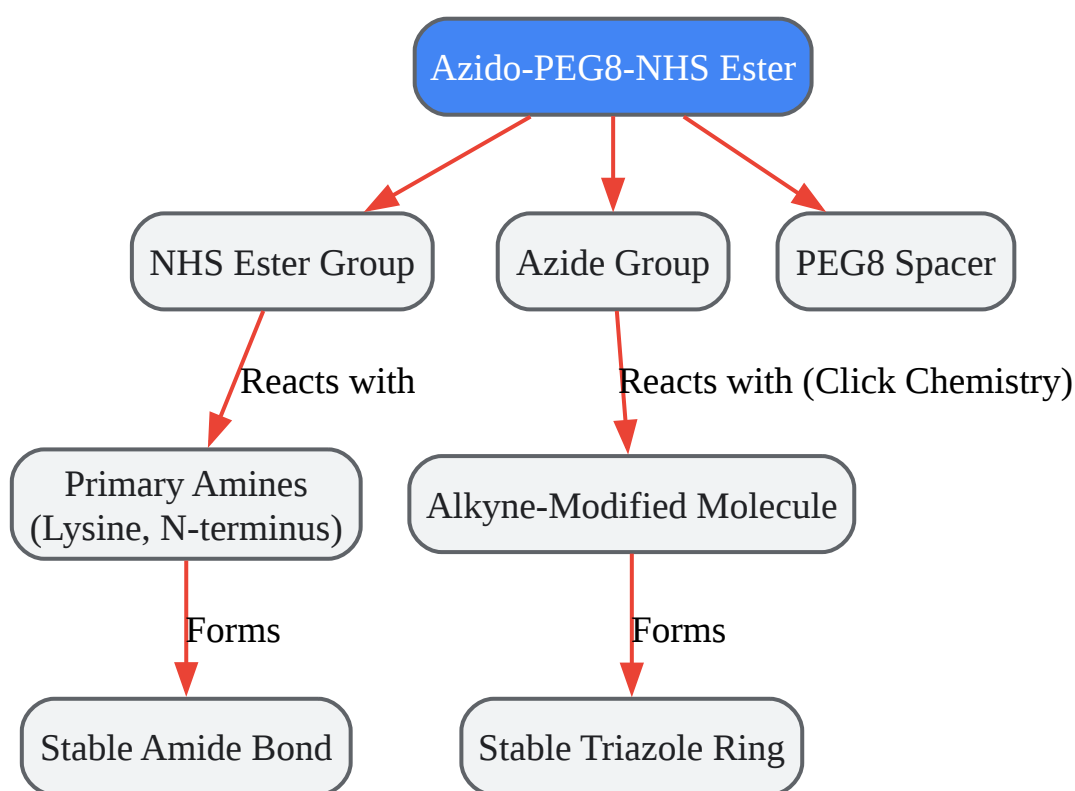 Azido-PEG8-NHS Ester
NHS Ester Group
Azide Group
PEG8 Spacer
Reacts with
Reacts with (Click Chemistry)
Primary Amines
(Lysine, N-terminus)
Alkyne-Modified Molecule
Forms
Forms
Stable Amide Bond
Stable Triazole Ring